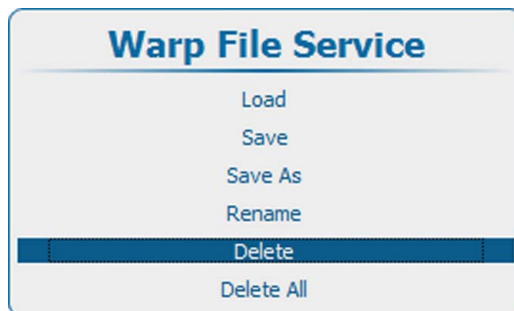 Warp File Service
Load
Save
Save As
Rename
Delete
Delete All